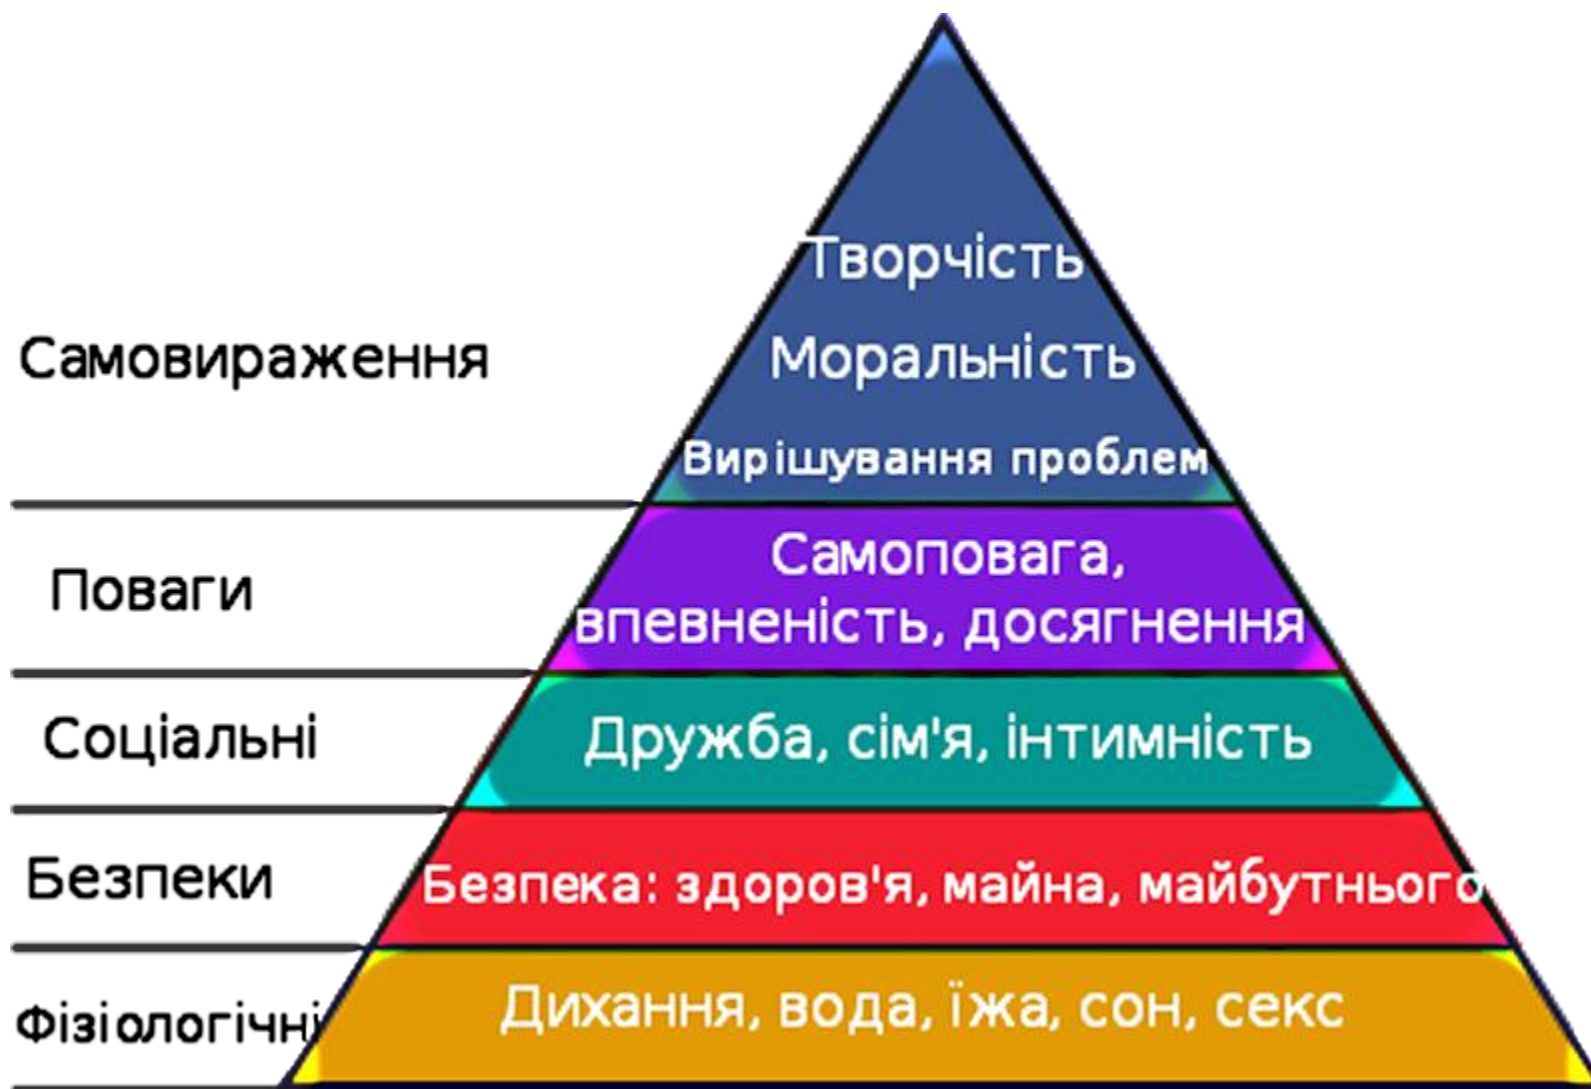 Творчість
Самовираження
Моральність
Вирішування проблем
Поваги
Самоповага,
впевненість, досягнення
Соціальні
Дружба, сім'я, інтимність
Безпеки
Безпека: здоров'я, майна, майбутнього
Фізіологічні
Дихання, вода, їжа, сон, секс